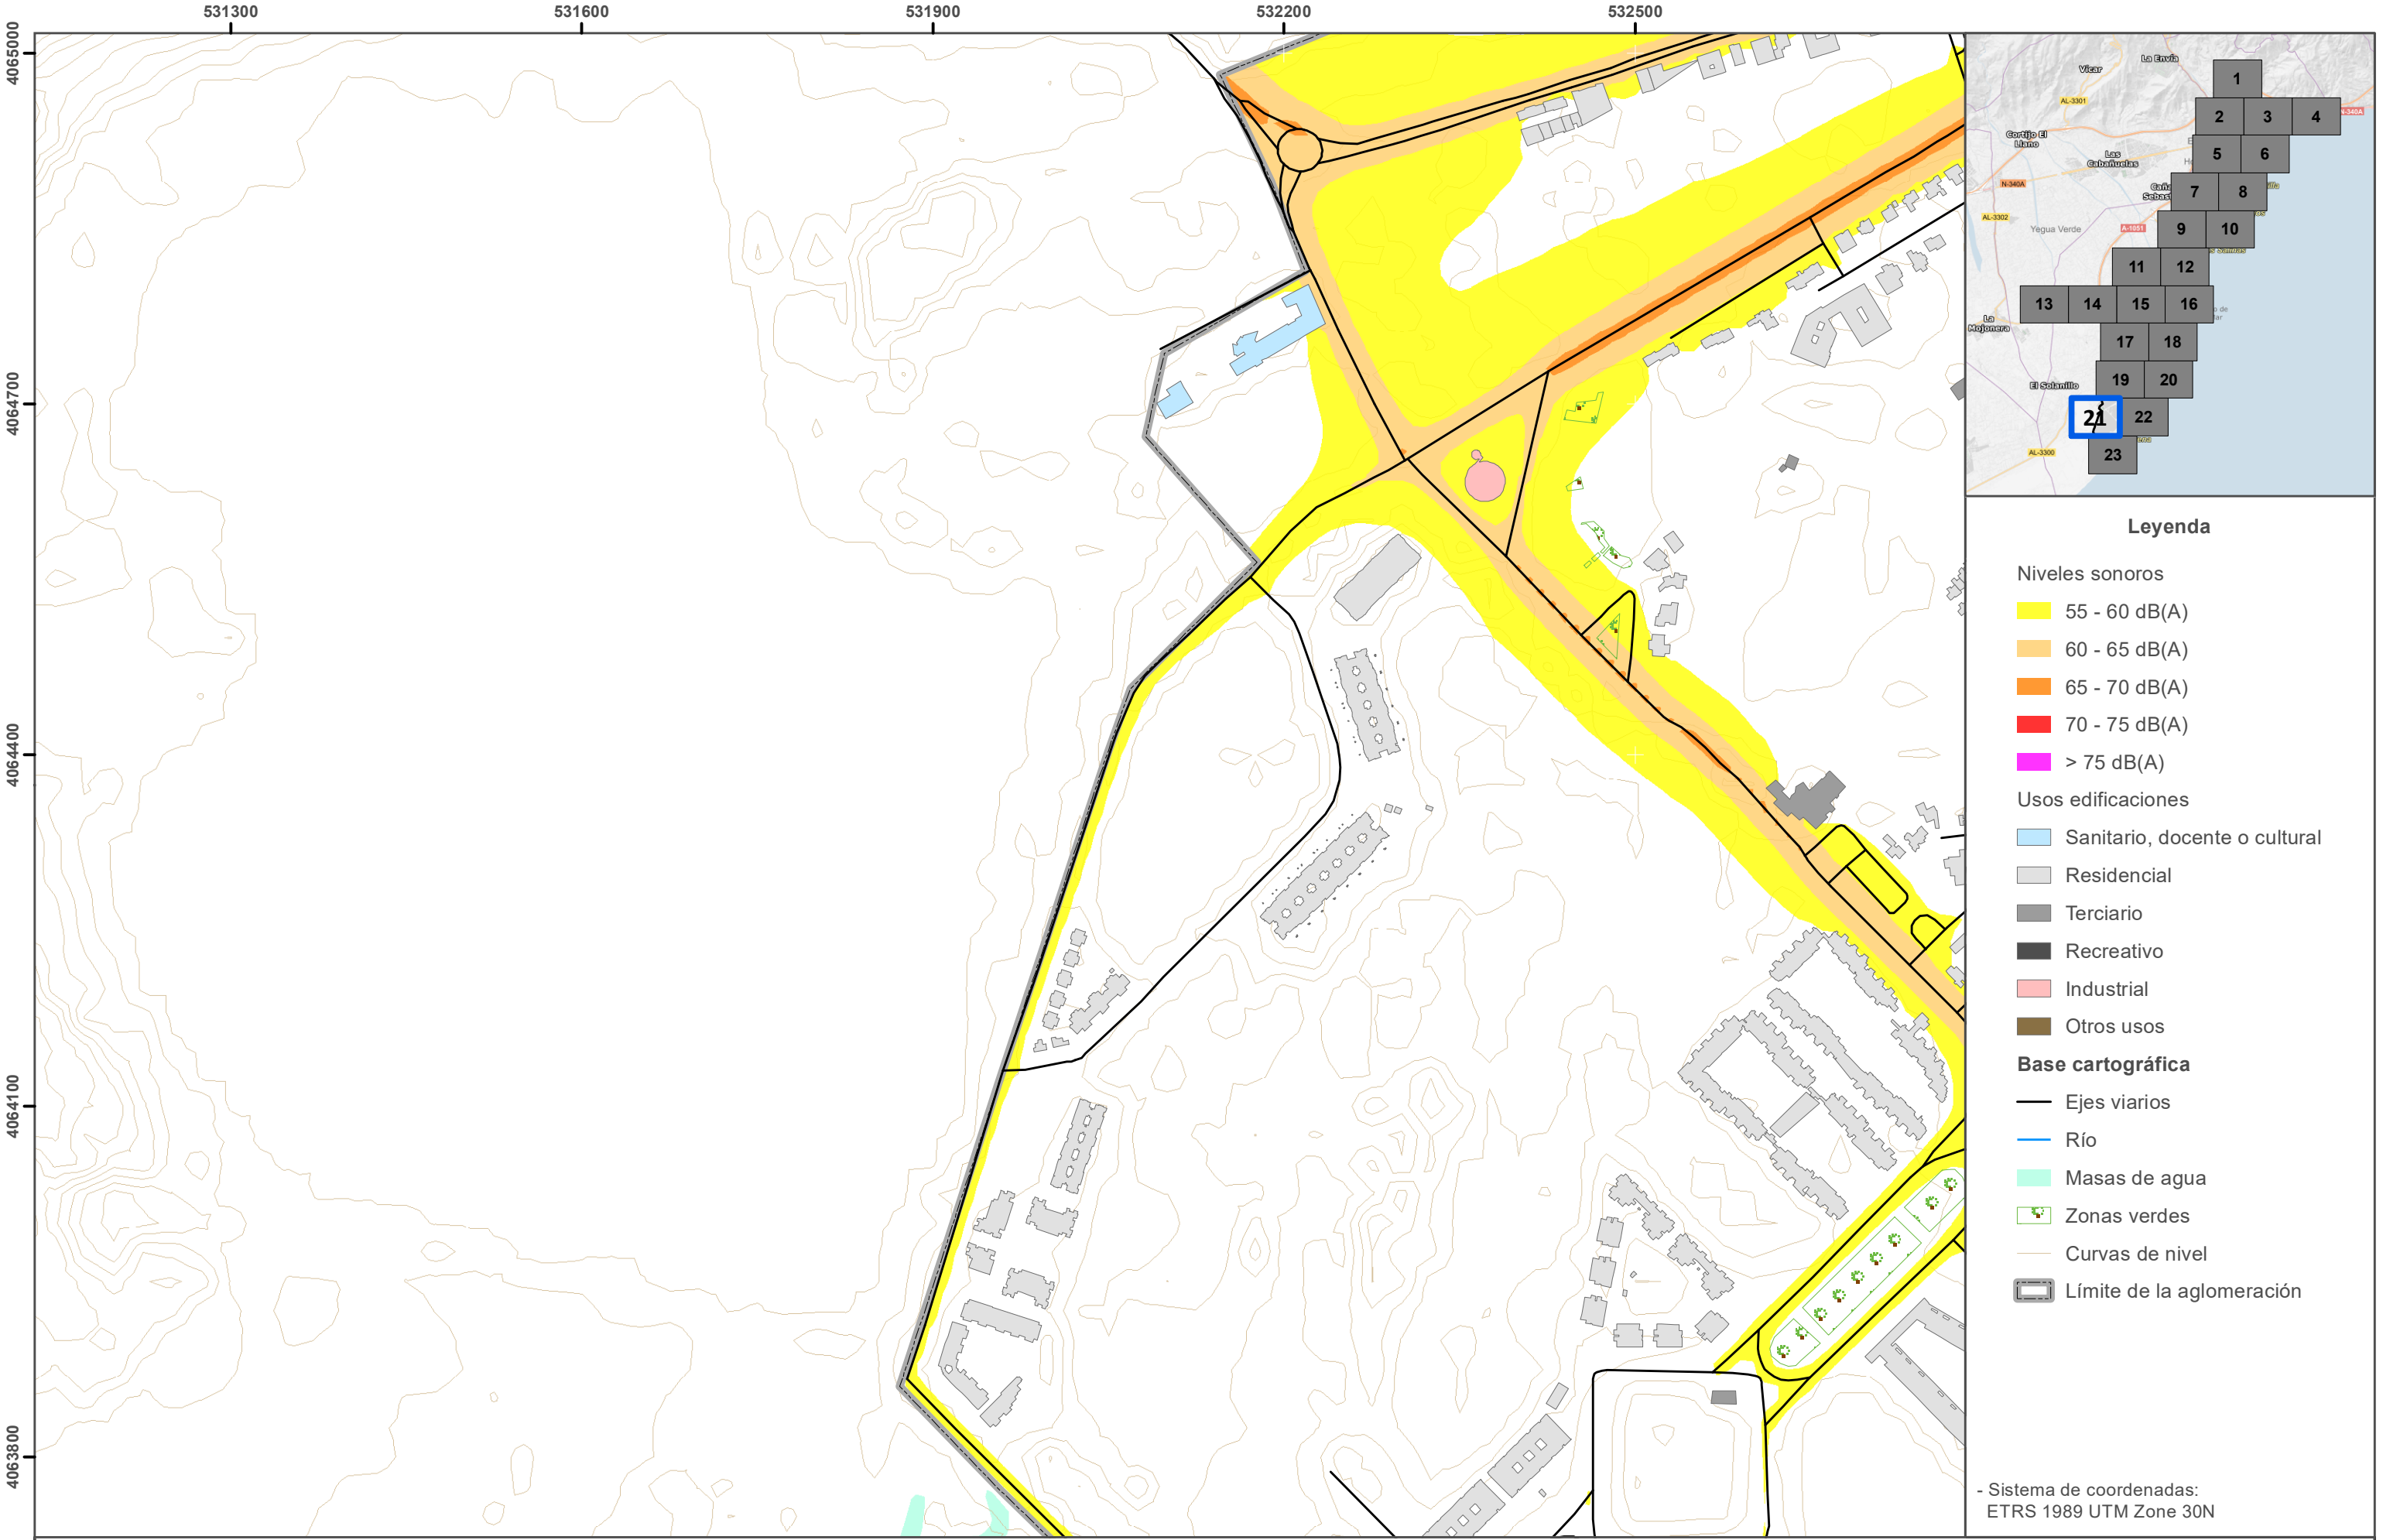 531300
531600
531900
532200
532500
4065000
4064700
4064400
4064100
4063800
La Envía
Vícar
AL-3301
N-340A
Cortijo El
Llano
Las
Cabañuelas
N-340A
AL-3302
Yegua Verde
A-1051
La
Mojonera
El Solanillo
AL-3300
1
2
3
4
5
6
7
8
9
10
11
12
13
14
15
16
17
18
19
20
21
22
23
Leyenda
Niveles sonoros
55 - 60 dB(A)
60 - 65 dB(A)
65 - 70 dB(A)
70 - 75 dB(A)
> 75 dB(A)
Usos edificaciones
Sanitario, docente o cultural
Residencial
Terciario
Recreativo
Industrial
Otros usos
Base cartográfica
Ejes viarios
Río
Masas de agua
Zonas verdes
Curvas de nivel
Límite de la aglomeración
- Sistema de coordenadas:
ETRS 1989 UTM Zone 30N